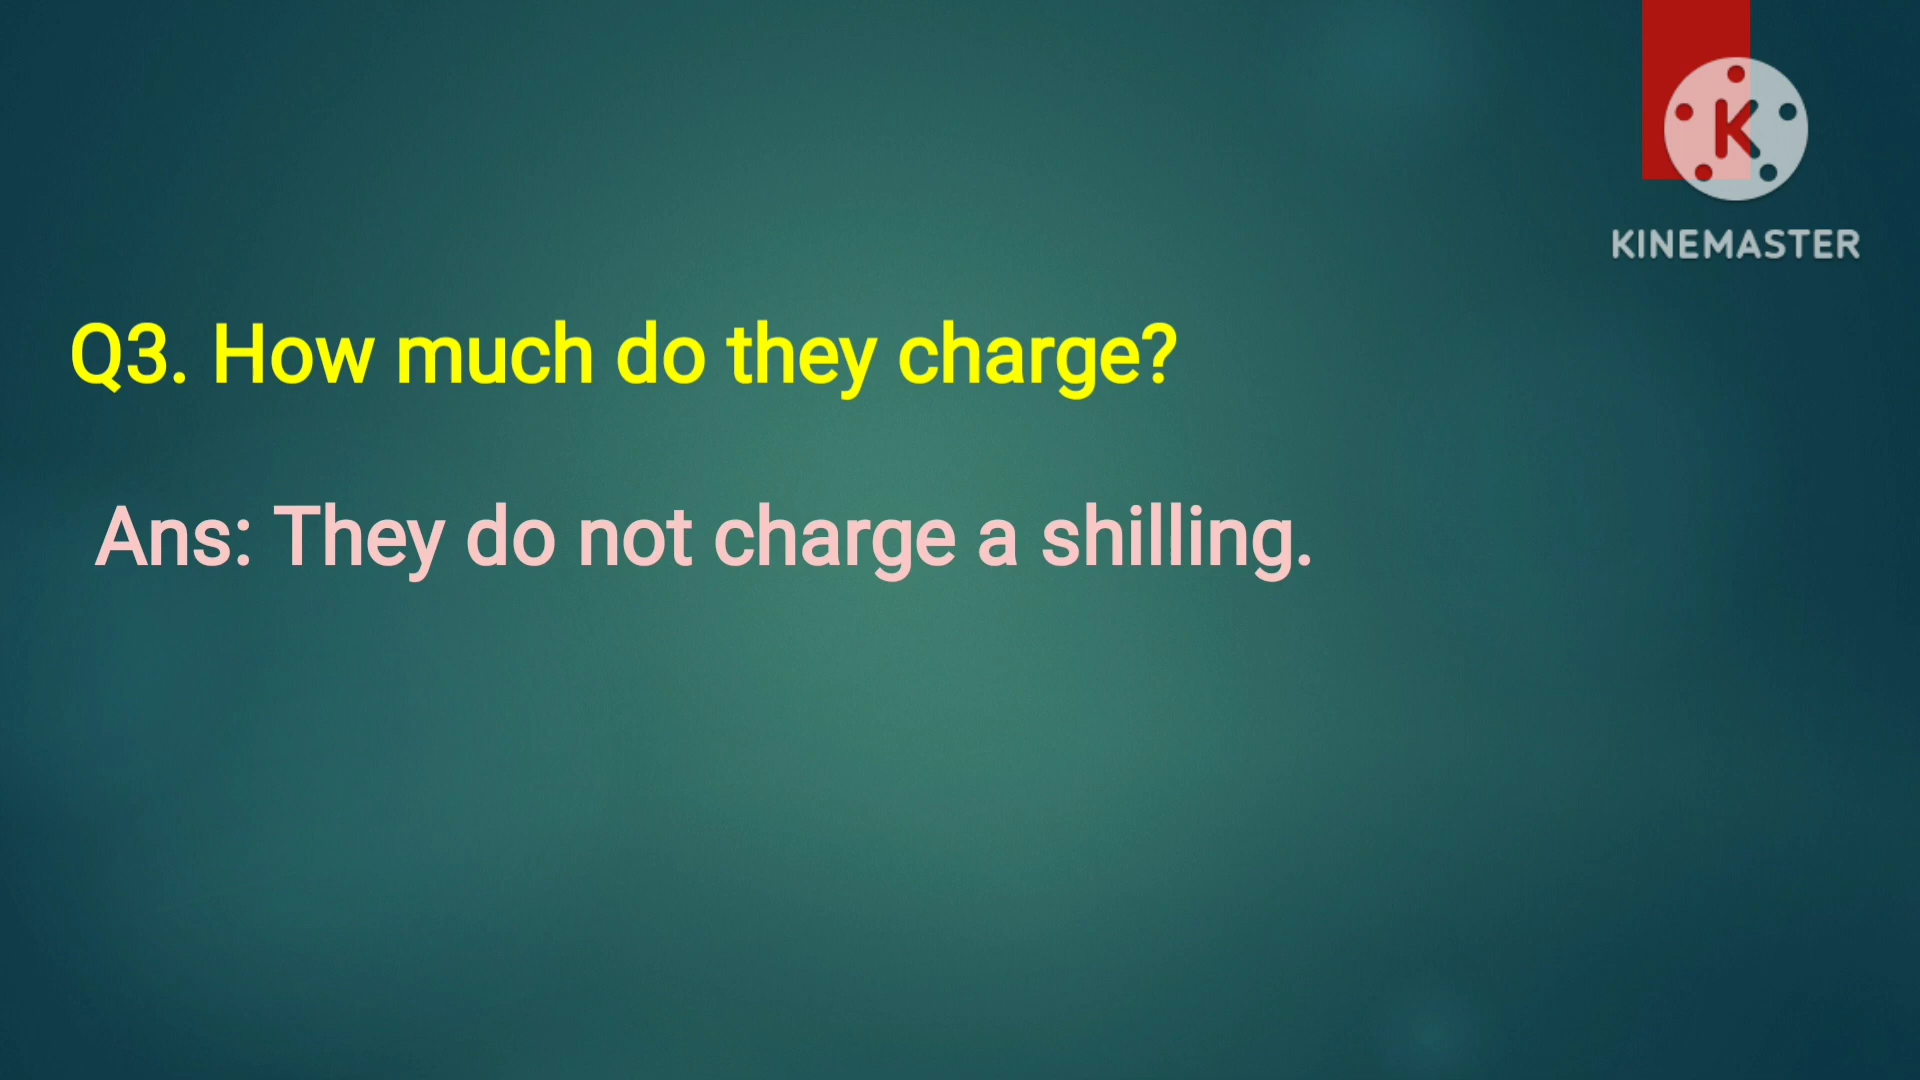 K
KINEMASTER
Q3. How much do they charge?
Ans: They do not charge a shilling.